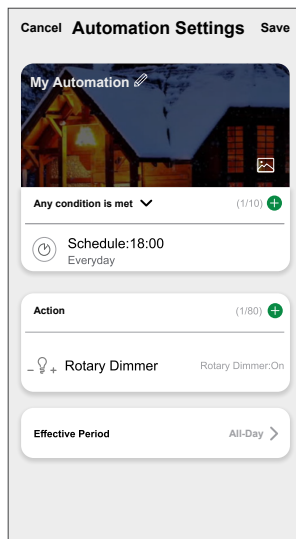 Cancel Automation Settings Save
My Automation
Any condition is met (1/10)
Schedule:18:00
Everyday
Action (1/80)
Rotary Dimmer Rotary Dimmer:On
Effective Period All-Day